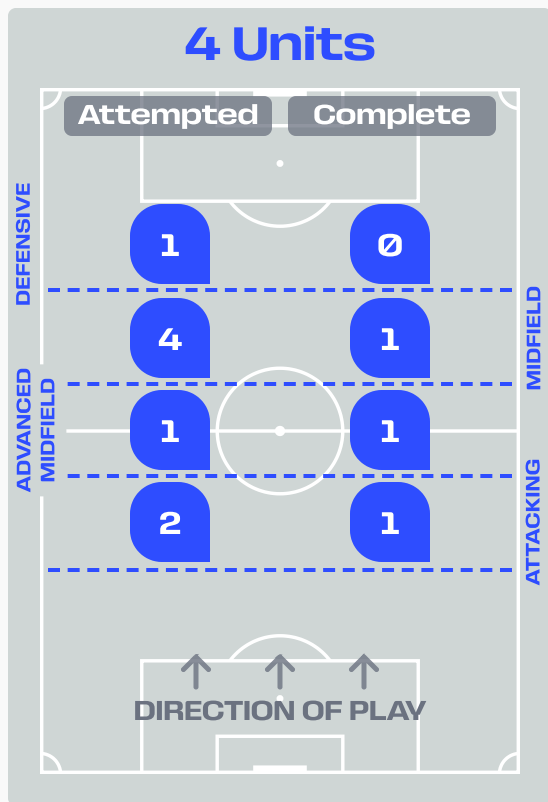 4 Units
Attempted Complete
DEFENSIVE
1 0
MIDFIELD
4 1
ADVANCED
MIDFIELD
1 1
ATTACKING
2 1
DIRECTION OF PLAY